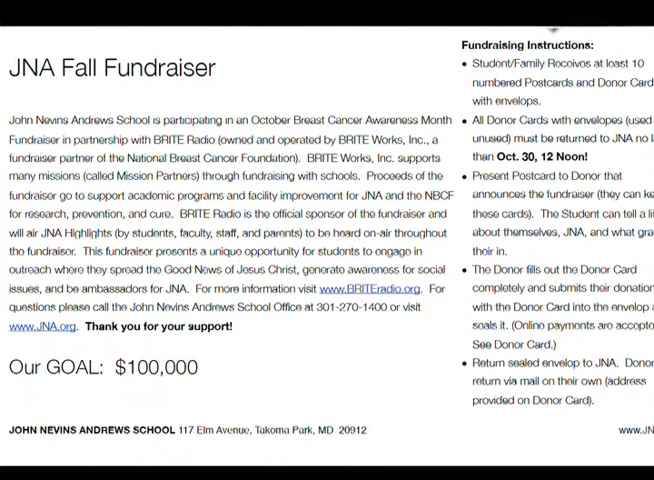 JNA Fall Fundraiser
John Nevins Andrews School is participating in an October Breast Cancer Awareness Month
Fundraiser in partnership with BRITE Radio (owned and operated by BRITE Works, Inc., a
fundraiser partner of the National Breast Cancer Foundation). BRITE Works, Inc. supports
many missions (called Mission Partners) through fundraising with schools. Proceeds of the
fundraiser go to support academic programs and facility improvement for JNA and the NBCF
for research, prevention, and cure. BRITE Radio is the official sponsor of the fundraiser and
will air JNA Highlights (by students, faculty, staff, and parents) to be heard on-air throughout
the fundraiser. This fundraiser presents a unique opportunity for students to engage in
outreach where they spread the Good News of Jesus Christ, generate awareness for social
issues, and be ambassadors for JNA. For more information visit www.BRITEradio.org. For
questions please call the John Nevins Andrews School Office at 301-270-1400 or visit
www.JNA.org. Thank you for your support!
Our GOAL: $100,000
JOHN NEVINS ANDREWS SCHOOL 117 Elm Avenue, Takoma Park, MD 20912
Fundraising Instructions:
• Student/Family Receives at least 10
numbered Postcards and Donor Card
with envelops.
• All Donor Cards with envelopes (used
unused) must be returned to JNA no l
than Oct. 30, 12 Noon!
• Present Postcard to Donor that
announces the fundraiser (they can ke
these cards). The Student can tell a lit
about themselves, JNA, and what gra
their in.
• The Donor fills out the Donor Card
completely and submits their donation
with the Donor Card into the envelop a
seals it. (Online payments are accepte
See Donor Card.)
• Return sealed envelop to JNA. Donor
return via mail on their own (address
provided on Donor Card).
www.JN